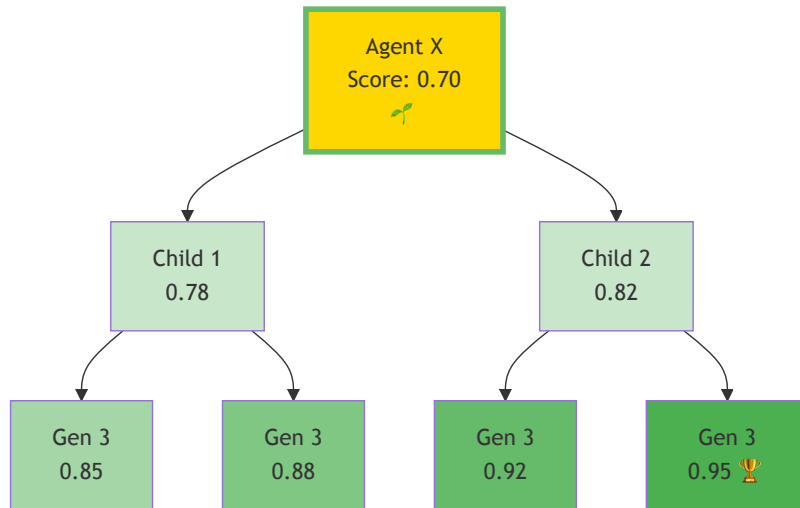 Agent X
Score: 0.70
🌱
Child 1
0.78
Child 2
0.82
Gen 3
0.85
Gen 3
0.88
Gen 3
0.92
Gen 3
0.95 🏆